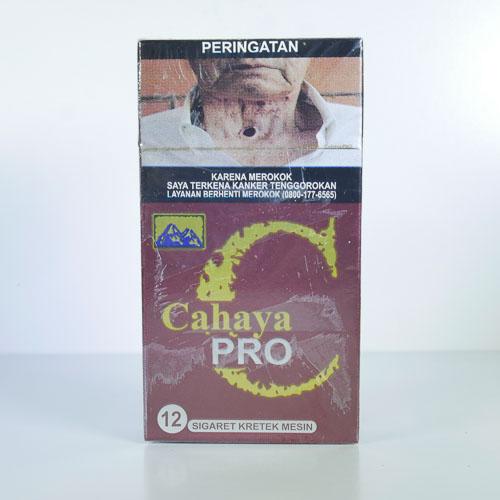 PERINGATAN
KARENA MEROKOK
SAYA TERKENA KANKER TENGGOROKAN
LAYANAN BERHENTI MEROKOK (0800-177-6565)
C
Cahaya
PRO
12 SIGARET KRETEK MESIN